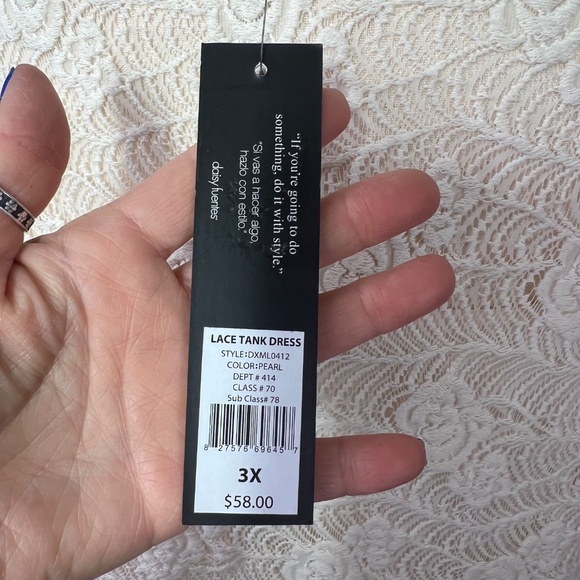 "If you're going to do
something, do it with style."
"Si vas a hacer algo,
hazlo con estilo."
daisy fuentes
LACE TANK DRESS
STYLE:DXML0412
COLOR:PEARL
DEPT # 414
CLASS # 70
Sub Class# 78
8 27576 69645 7
3X
$58.00